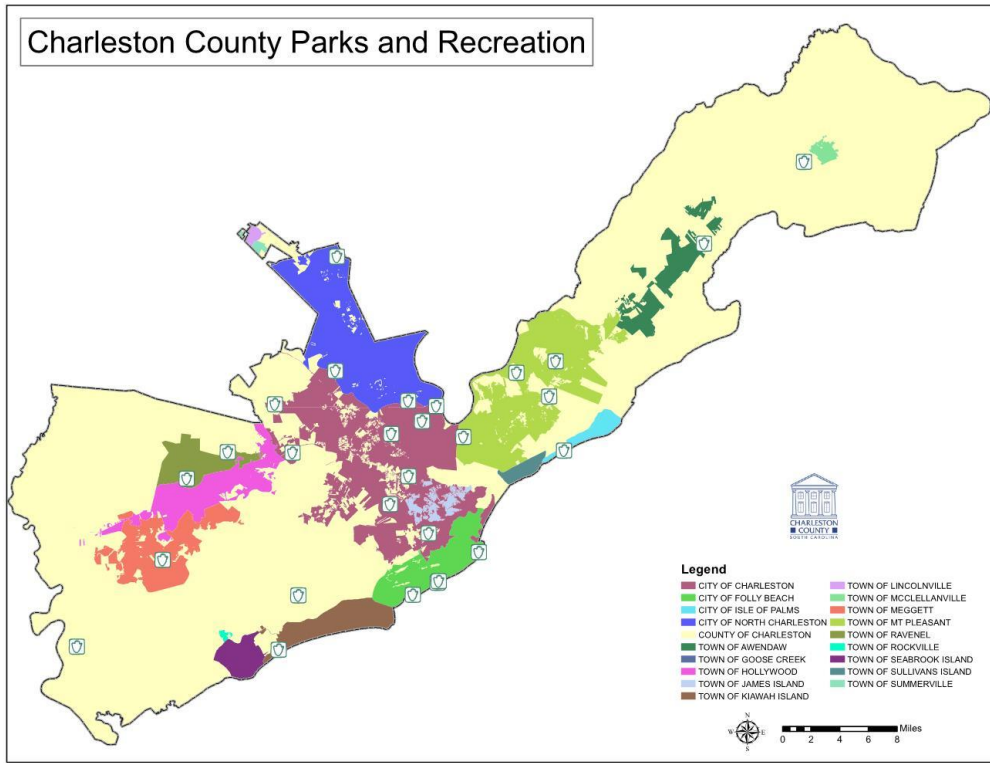 Charleston County Parks and Recreation
CHARLESTON
COUNTY
SOUTH CAROLINA
Legend
CITY OF CHARLESTON
CITY OF FOLLY BEACH
CITY OF ISLE OF PALMS
CITY OF NORTH CHARLESTON
COUNTY OF CHARLESTON
TOWN OF AWENDAW
TOWN OF GOOSE CREEK
TOWN OF HOLLYWOOD
TOWN OF JAMES ISLAND
TOWN OF KIAWAH ISLAND
TOWN OF LINCOLNVILLE
TOWN OF MCCLELLANVILLE
TOWN OF MEGGETT
TOWN OF MT PLEASANT
TOWN OF RAVENEL
TOWN OF ROCKVILLE
TOWN OF SEABROOK ISLAND
TOWN OF SULLIVANS ISLAND
TOWN OF SUMMERVILLE
N
W E
S
Miles
0 2 4 6 8